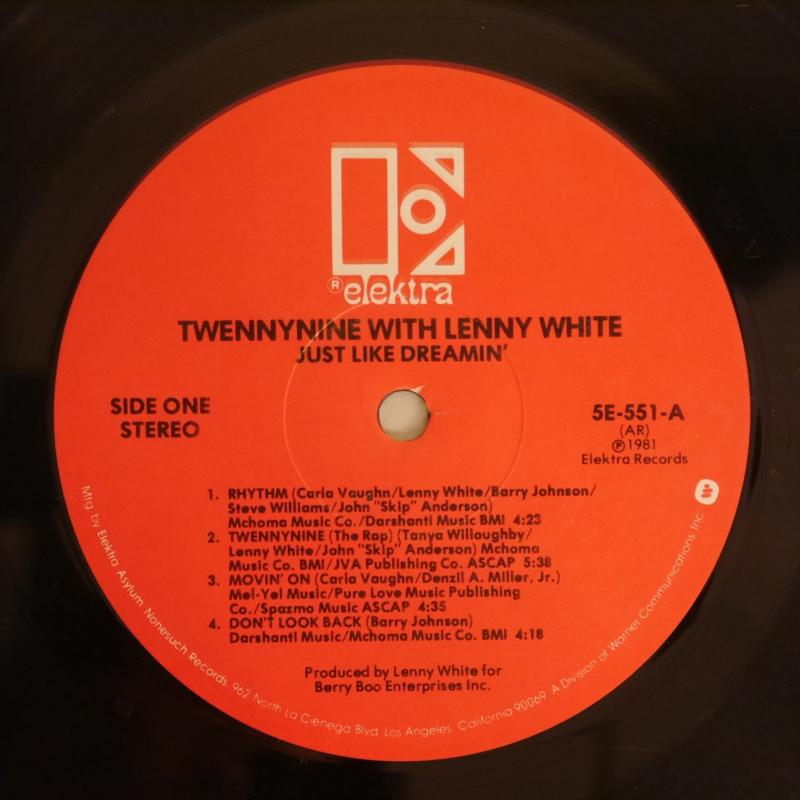 ® elektra
TWENNYNINE WITH LENNY WHITE
JUST LIKE DREAMIN'
SIDE ONE
STEREO
5E-551-A
(AR)
℗1981
Elektra Records
1. RHYTHM (Carla Vaughn/Lenny White/Barry Johnson/
Steve Williams/John "Skip" Anderson)
Mchoma Music Co./Darshanti Music BMI 4:23
2. TWENNYNINE (The Rap) (Tanya Willoughby/
Lenny White/John "Skip" Anderson) Mchoma
Music Co. BMI/JVA Publishing Co. ASCAP 5:38
3. MOVIN' ON (Carla Vaughn/Denzil A. Miller, Jr.)
Mel-Yel Music/Pure Love Music Publishing
Co./Spazmo Music ASCAP 4:35
4. DON'T LOOK BACK (Barry Johnson)
Darshanti Music/Mchoma Music Co. BMI 4:18
Produced by Lenny White for
Berry Boo Enterprises Inc.
Mfg. by Elektra Asylum Nonesuch Records, 962 North La Cienega Blvd. Los Angeles, California 90069 A Division of Warner Communications Inc.